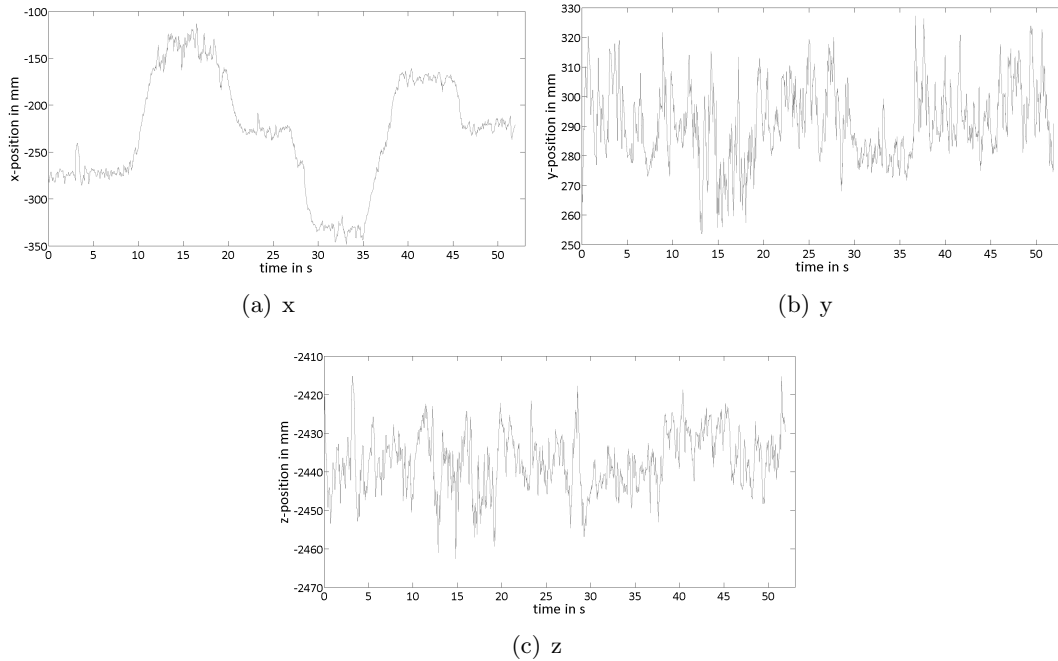 -100
-150
-200
-250
-300
-350
x-position in mm
0 5 10 15 20 25 30 35 40 45 50
time in s
(a) x
330
320
310
300
290
280
270
260
250
y-position in mm
0 5 10 15 20 25 30 35 40 45 50
time in s
(b) y
-2410
-2420
-2430
-2440
-2450
-2460
-2470
z-position in mm
0 5 10 15 20 25 30 35 40 45 50
time in s
(c) z